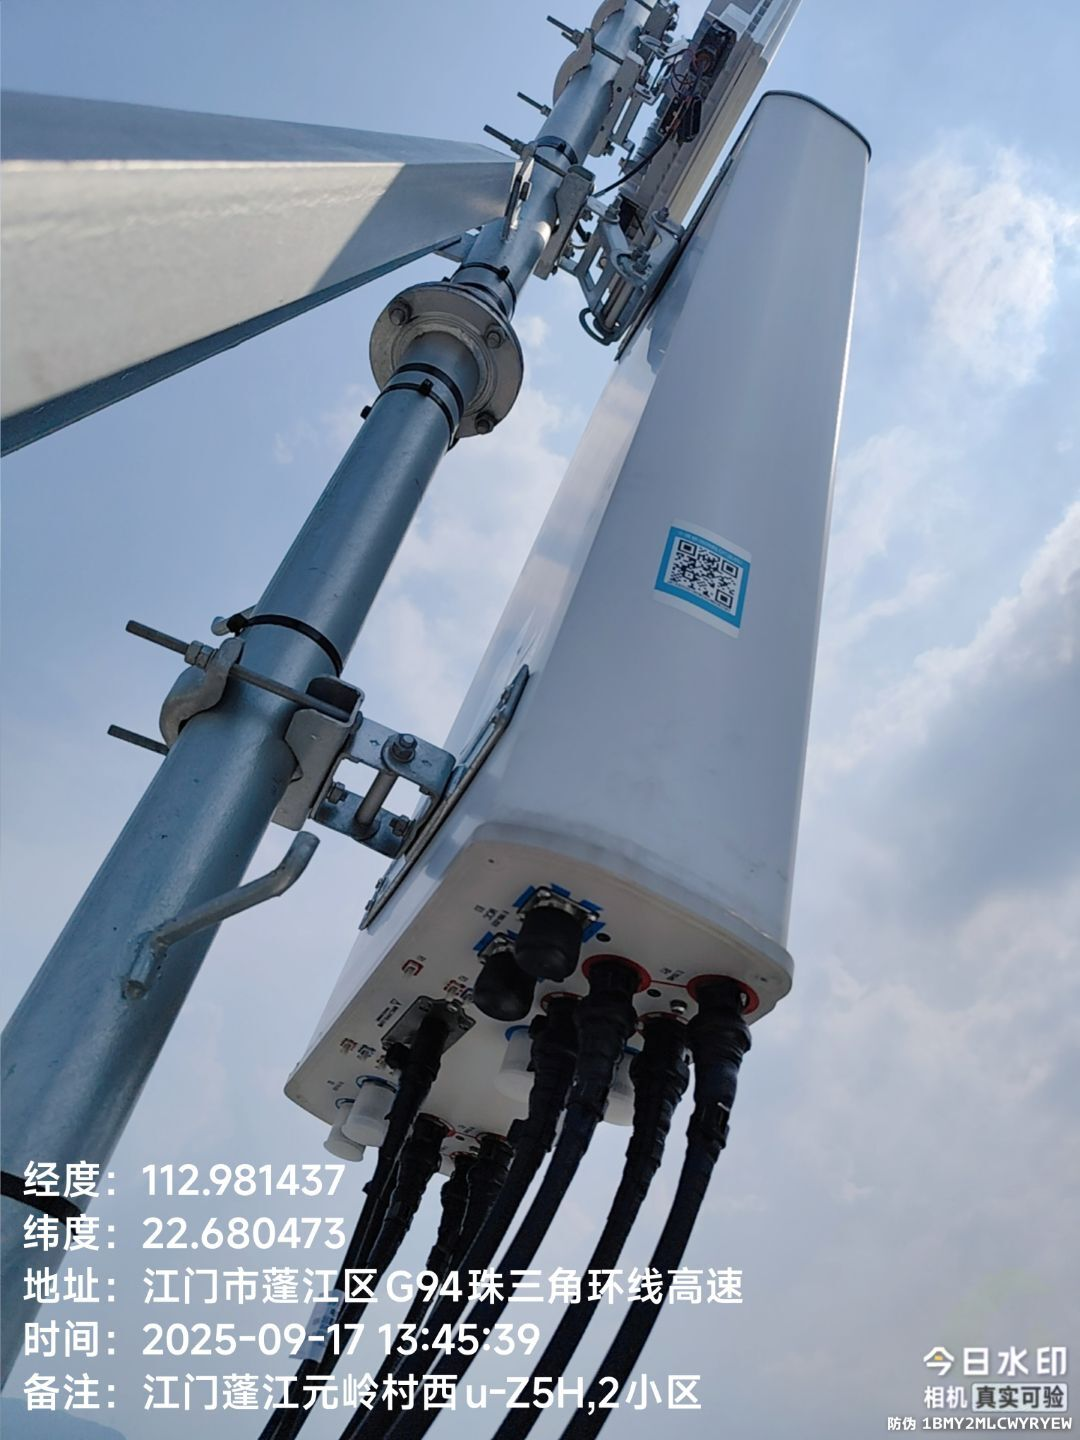 经度：112.981437
纬度：22.680473
地址：江门市蓬江区G94珠三角环线高速
时间：2025-09-17 13:45:39
备注：江门蓬江元岭村西u-Z5H,2小区
今日水印
相机 真实可验
防伪 1BMY2MLCWYRYEW